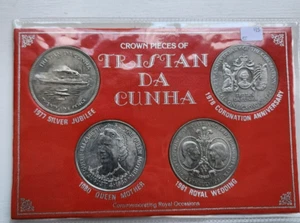 CROWN PIECES OF
TRISTAN
DA
CUNHA
1977 SILVER JUBILEE
1978 CORONATION ANNIVERSARY
1980 QUEEN MOTHER
1981 ROYAL WEDDING
Commemorating Royal Occasions